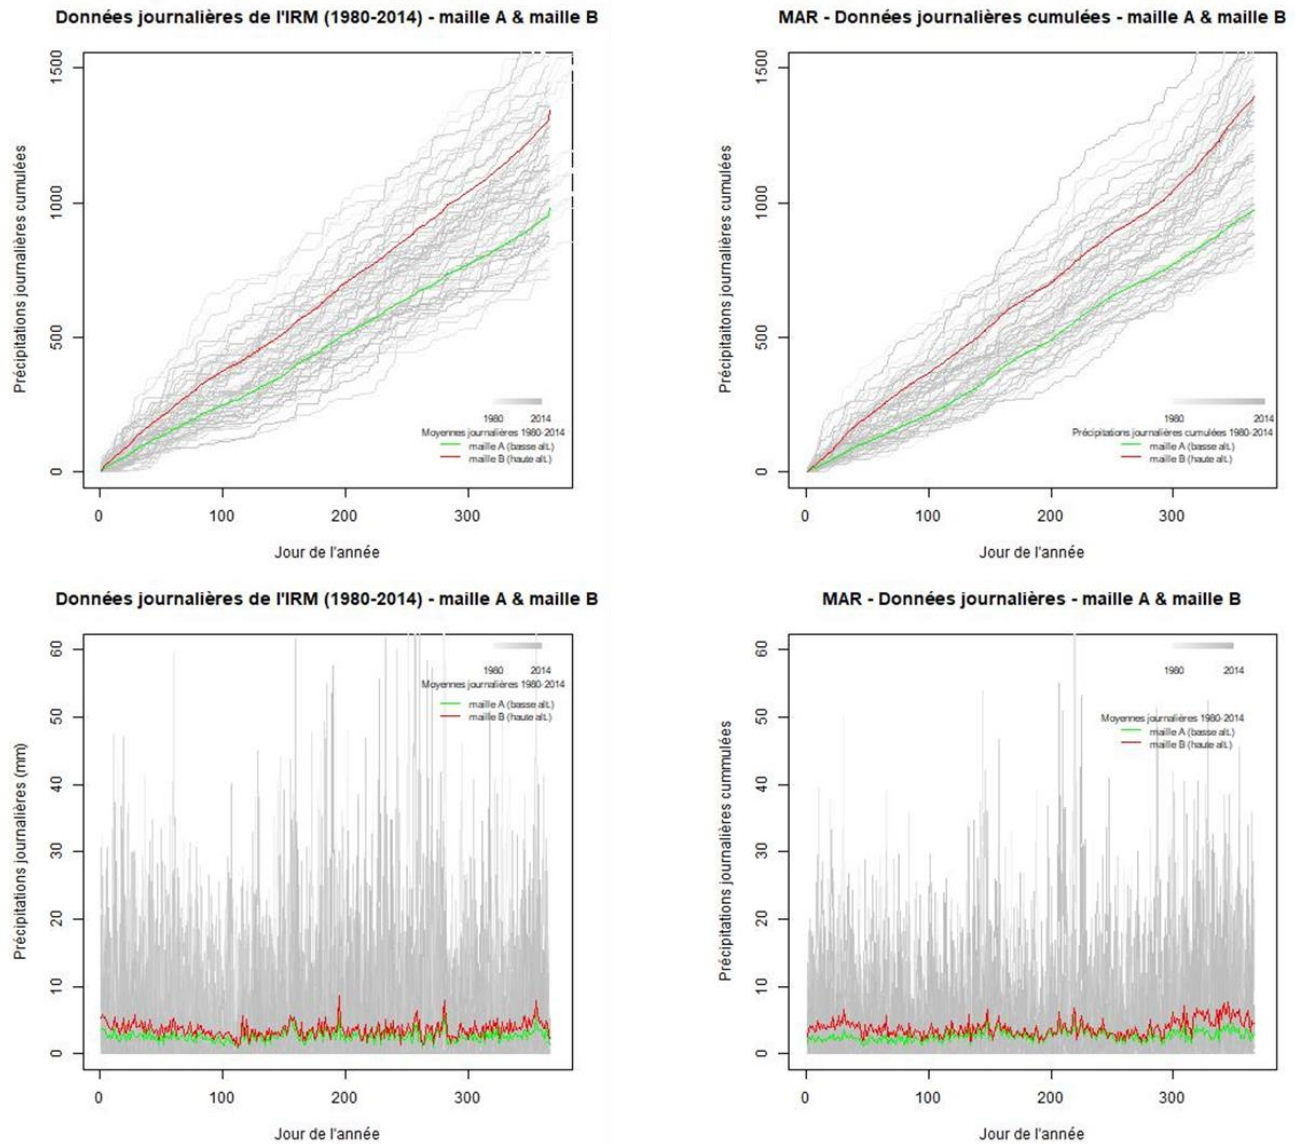 Données journalières de l'IRM (1980-2014) - maille A & maille B
Précipitations journalières cumulées
1500
1000
500
0
1980 2014
Moyennes journalières 1980-2014
maille A (basse alt.)
maille B (haute alt.)
0 100 200 300
Jour de l'année
MAR - Données journalières cumulées - maille A & maille B
Précipitaitons journalières cumulées
1500
1000
500
0
1980 2014
Précipitations journalières cumulées 1980-2014
maille A (basse alt.)
maille B (haute alt.)
0 100 200 300
Jour de l'année
Données journalières de l'IRM (1980-2014) - maille A & maille B
Précipitations journalières (mm)
60
50
40
30
20
10
0
1980 2014
Moyennes journalières 1980-2014
maille A (basse alt.)
maille B (haute alt.)
0 100 200 300
Jour de l'année
MAR - Données journalières - maille A & maille B
Précipitations journalières cummulées
60
50
40
30
20
10
0
1980 2014
Moyennes journalières 1980-2014
maille A (basse alt.)
maille B (haute alt.)
0 100 200 300
Jour de l'année